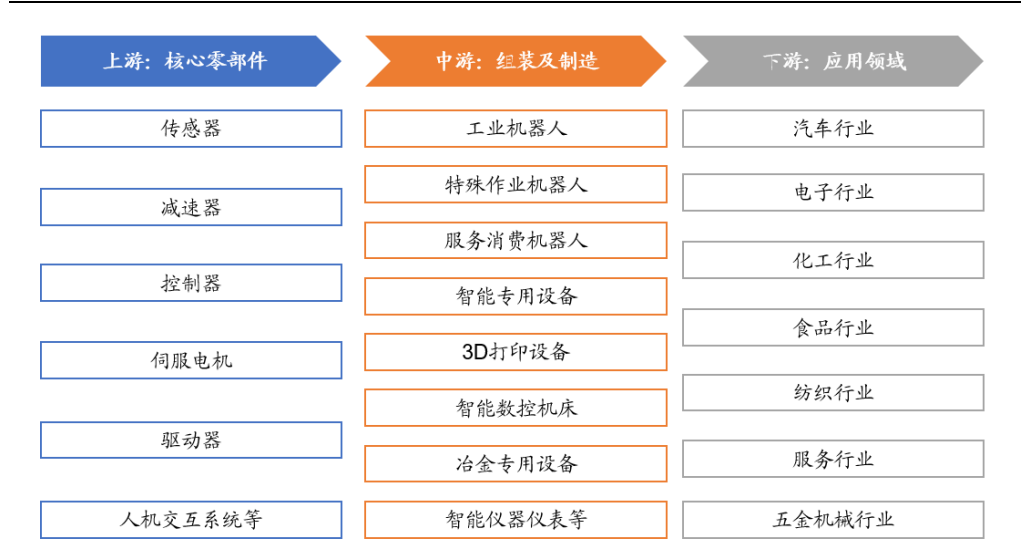 上游：核心零部件
传感器
减速器
控制器
伺服电机
驱动器
人机交互系统等
中游：组装及制造
工业机器人
特殊作业机器人
服务消费机器人
智能专用设备
3D打印设备
智能数控机床
冶金专用设备
智能仪器仪表等
下游：应用领域
汽车行业
电子行业
化工行业
食品行业
纺织行业
服务行业
五金机械行业